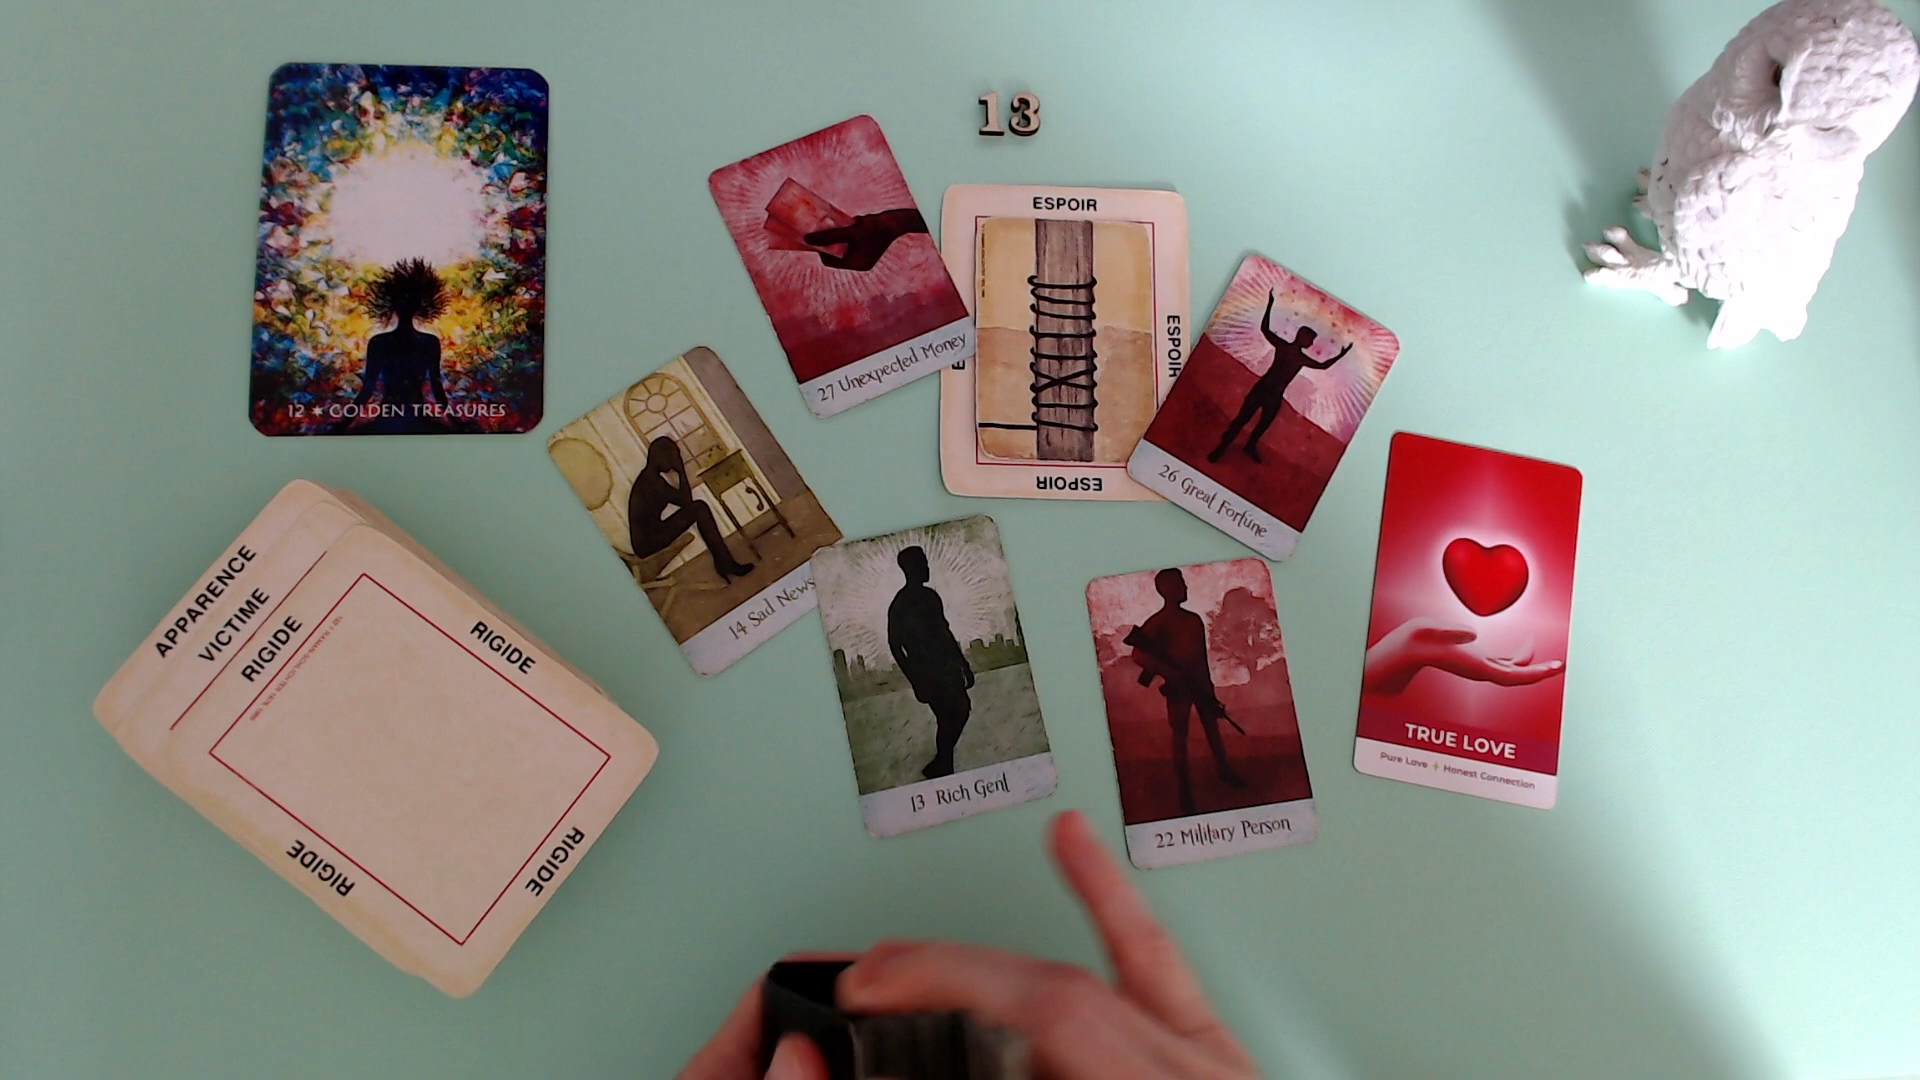 13
12 ★ GOLDEN TREASURES
27 Unexpected Money
ESPOIR
ESPOIR
ESPOIR
26 Great Fortune
14 Sad News
13 Rich Gent
22 Military Person
TRUE LOVE
Pure Love + Honest Connection
APPARENCE
VICTIME
RIGIDE
RIGIDE
RIGIDE
RIGIDE